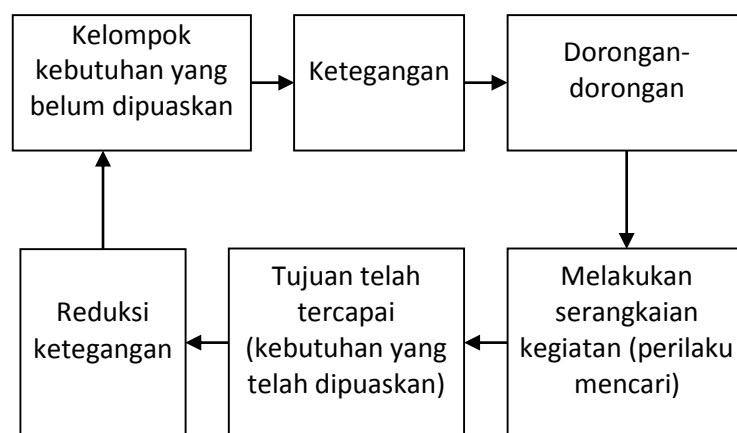 Kelompok
kebutuhan yang
belum dipuaskan
Ketegangan
Dorongan-
dorongan
Melakukan
serangkaian
kegiatan (perilaku
mencari)
Tujuan telah
tercapai
(kebutuhan yang
telah dipuaskan)
Reduksi
ketegangan